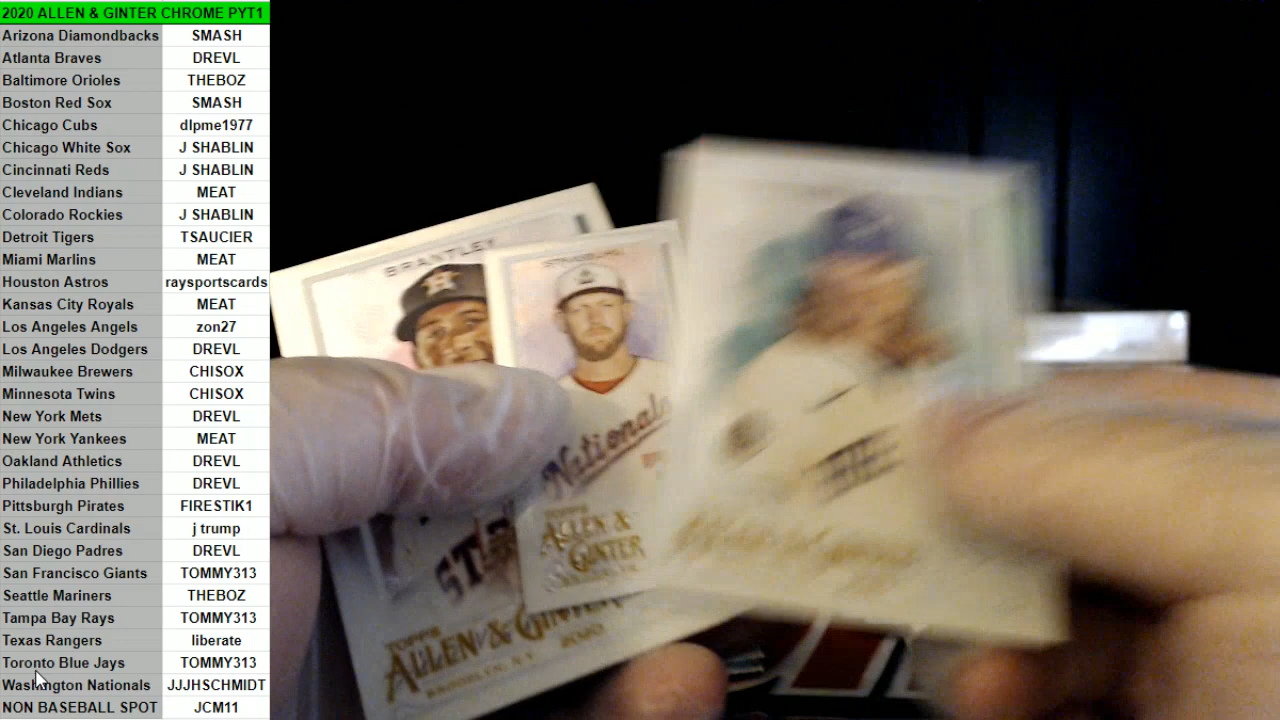 2020 ALLEN & GINTER CHROME PYT1
Arizona Diamondbacks SMASH
Atlanta Braves DREVL
Baltimore Orioles THEBOZ
Boston Red Sox SMASH
Chicago Cubs dlpme1977
Chicago White Sox J SHABLIN
Cincinnati Reds J SHABLIN
Cleveland Indians MEAT
Colorado Rockies J SHABLIN
Detroit Tigers TSAUCIER
Miami Marlins MEAT
Houston Astros raysportscards
Kansas City Royals MEAT
Los Angeles Angels zon27
Los Angeles Dodgers DREVL
Milwaukee Brewers CHISOX
Minnesota Twins CHISOX
New York Mets DREVL
New York Yankees MEAT
Oakland Athletics DREVL
Philadelphia Phillies DREVL
Pittsburgh Pirates FIRESTIK1
St. Louis Cardinals j trump
San Diego Padres DREVL
San Francisco Giants TOMMY313
Seattle Mariners THEBOZ
Tampa Bay Rays TOMMY313
Texas Rangers liberate
Toronto Blue Jays TOMMY313
Washington Nationals JJJHSCHMIDT
NON BASEBALL SPOT JCM11
BRANTLEY
TOPPS
ALLEN & GINTER
BROOKLYN, N.Y. 2020
Nationals
TOPPS
ALLEN &
GINTER